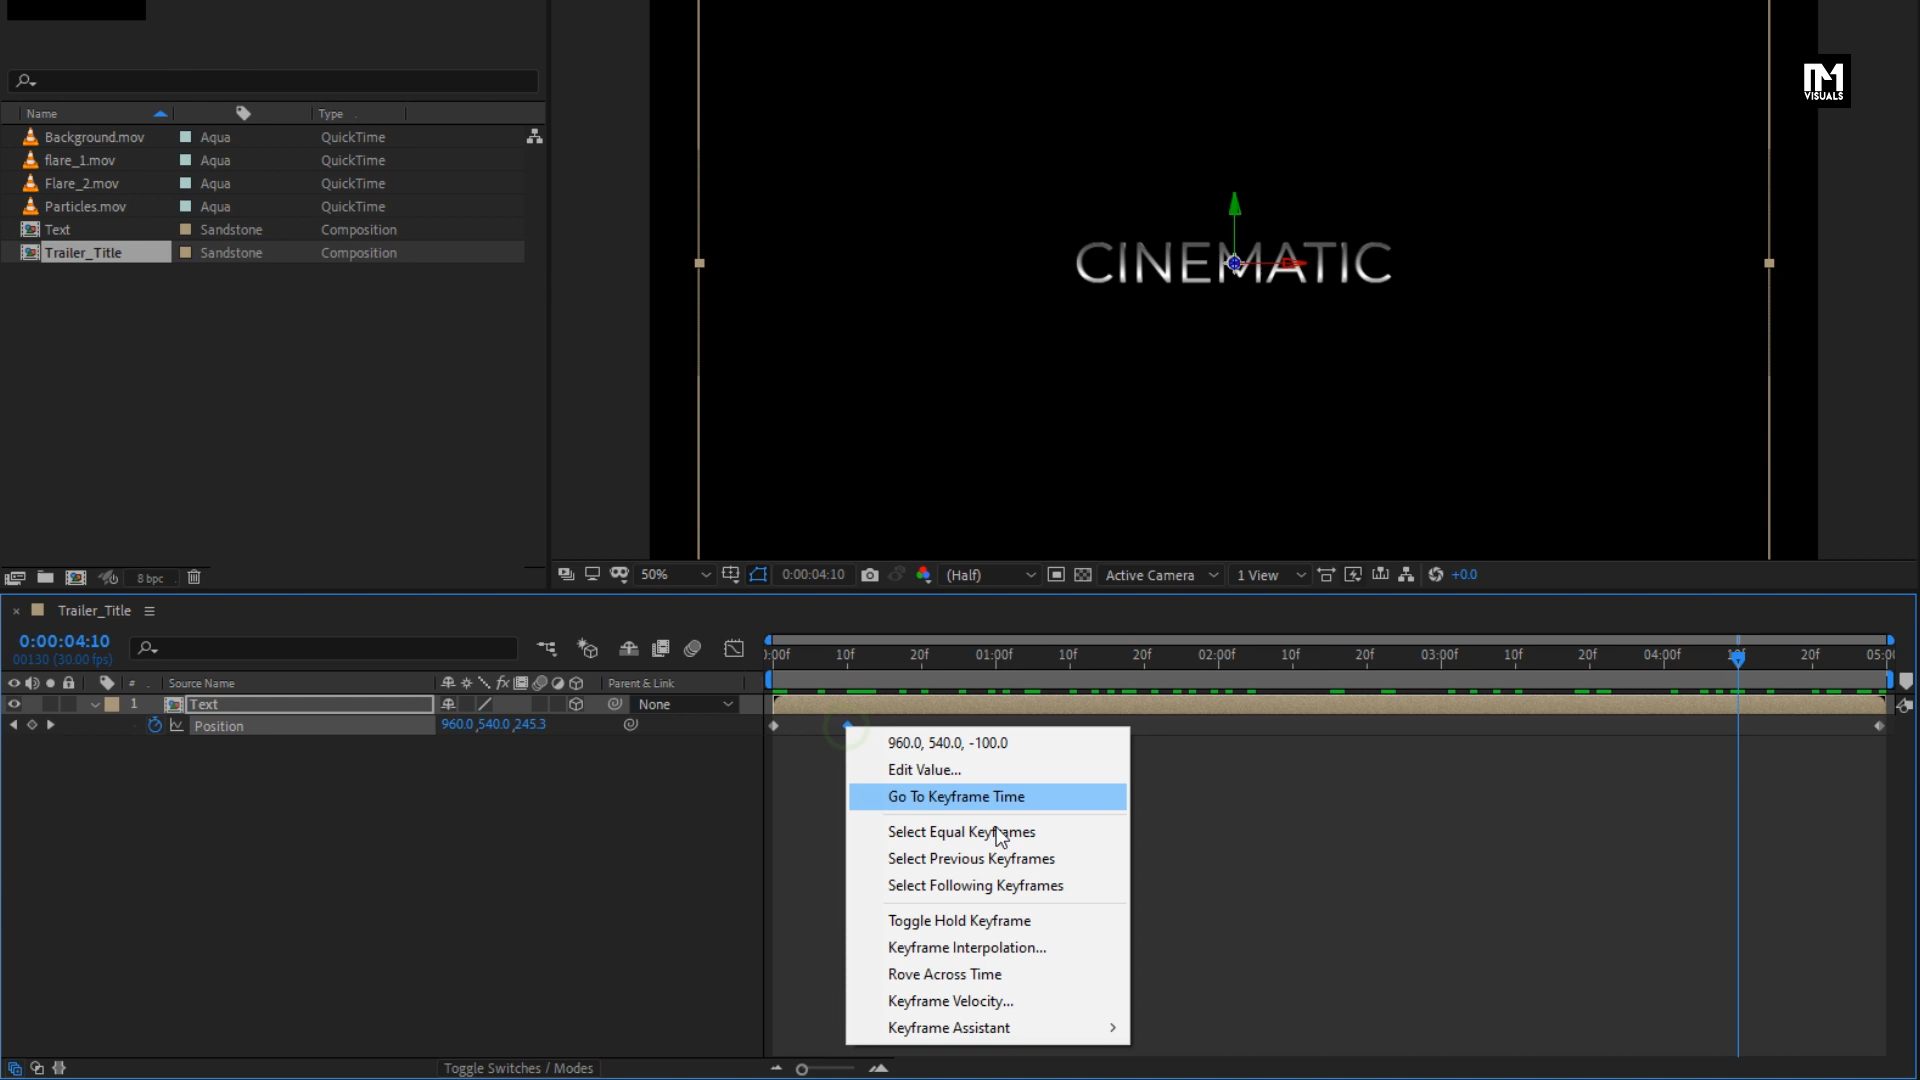 Name Type
Background.mov Aqua QuickTime
flare_1.mov Aqua QuickTime
Flare_2.mov Aqua QuickTime
Particles.mov Aqua QuickTime
Text Sandstone Composition
Trailer_Title Sandstone Composition
8 bpc
CINEMATIC
VISUALS
50% 0:00:04:10 (Half) Active Camera 1 View +0.0
Trailer_Title
0:00:04:10
00130 (30.00 fps)
# Source Name fx Parent & Link
1 Text None
Position 960.0,540.0,245.3
10f 20f 01:00f 10f 20f 02:00f 10f 20f 03:00f 10f 20f 04:00f 20f
960.0, 540.0, -100.0
Edit Value...
Go To Keyframe Time
Select Equal Keyframes
Select Previous Keyframes
Select Following Keyframes
Toggle Hold Keyframe
Keyframe Interpolation...
Rove Across Time
Keyframe Velocity...
Keyframe Assistant
Toggle Switches / Modes